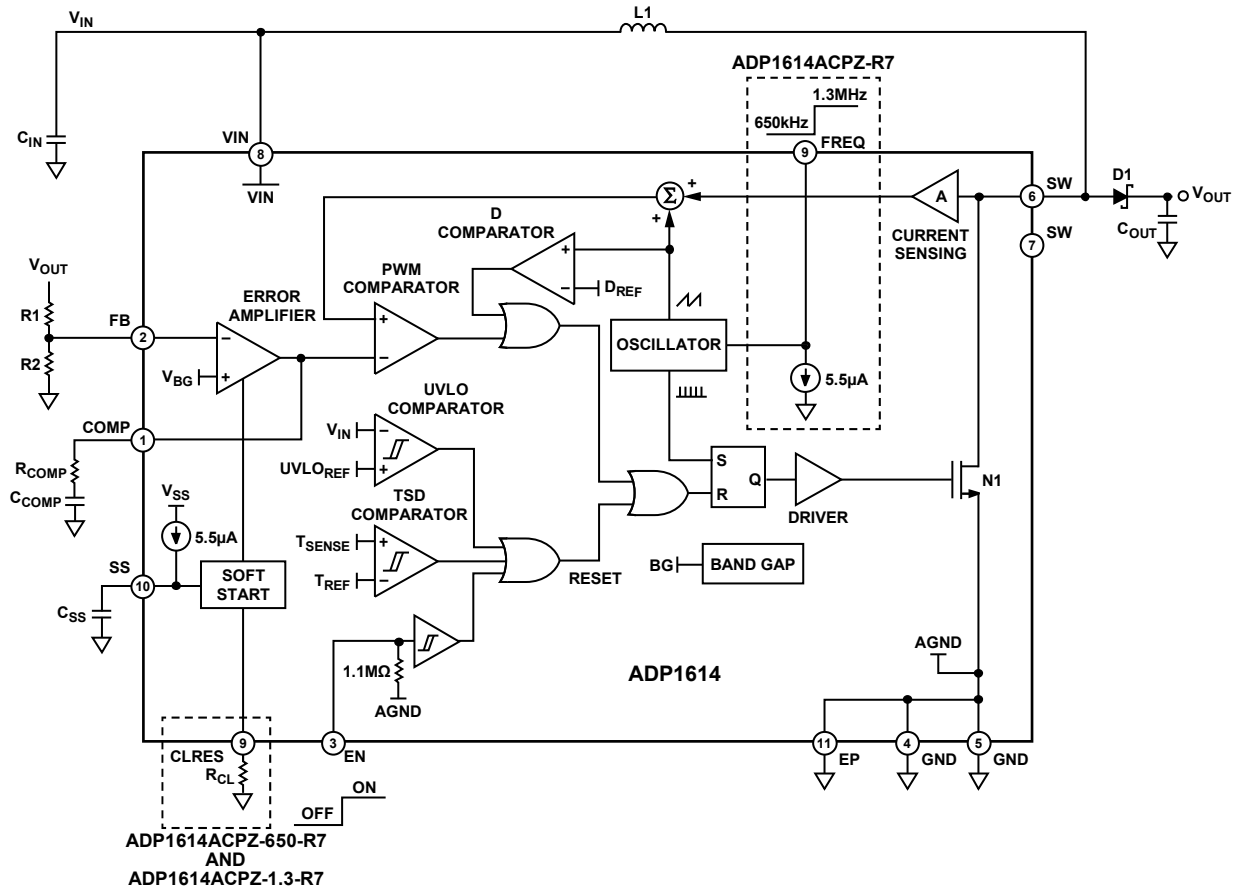 L1
VIN
ADP1614ACPZ-R7
1.3MHz
650kHz
CIN
VIN
8
VIN
9
FREQ
D1
SW
6
VOUT
COUT
SW
7
A
CURRENT
SENSING
Σ
+
+
D
COMPARATOR
+
−
DREF
PWM
COMPARATOR
+
−
VOUT
R1
FB
2
R2
ERROR
AMPLIFIER
−
+
VBG
OSCILLATOR
5.5µA
UVLO
COMPARATOR
VIN
−
UVLOREF
+
COMP
1
RCOMP
CCOMP
VSS
5.5µA
TSD
COMPARATOR
TSENSE
+
TREF
−
S
Q
R
DRIVER
N1
SS
10
SOFT
START
CSS
RESET
BG
BAND GAP
1.1MΩ
AGND
ADP1614
AGND
9
CLRES
RCL
3
EN
11
EP
4
GND
5
GND
ON
OFF
ADP1614ACPZ-650-R7
AND
ADP1614ACPZ-1.3-R7